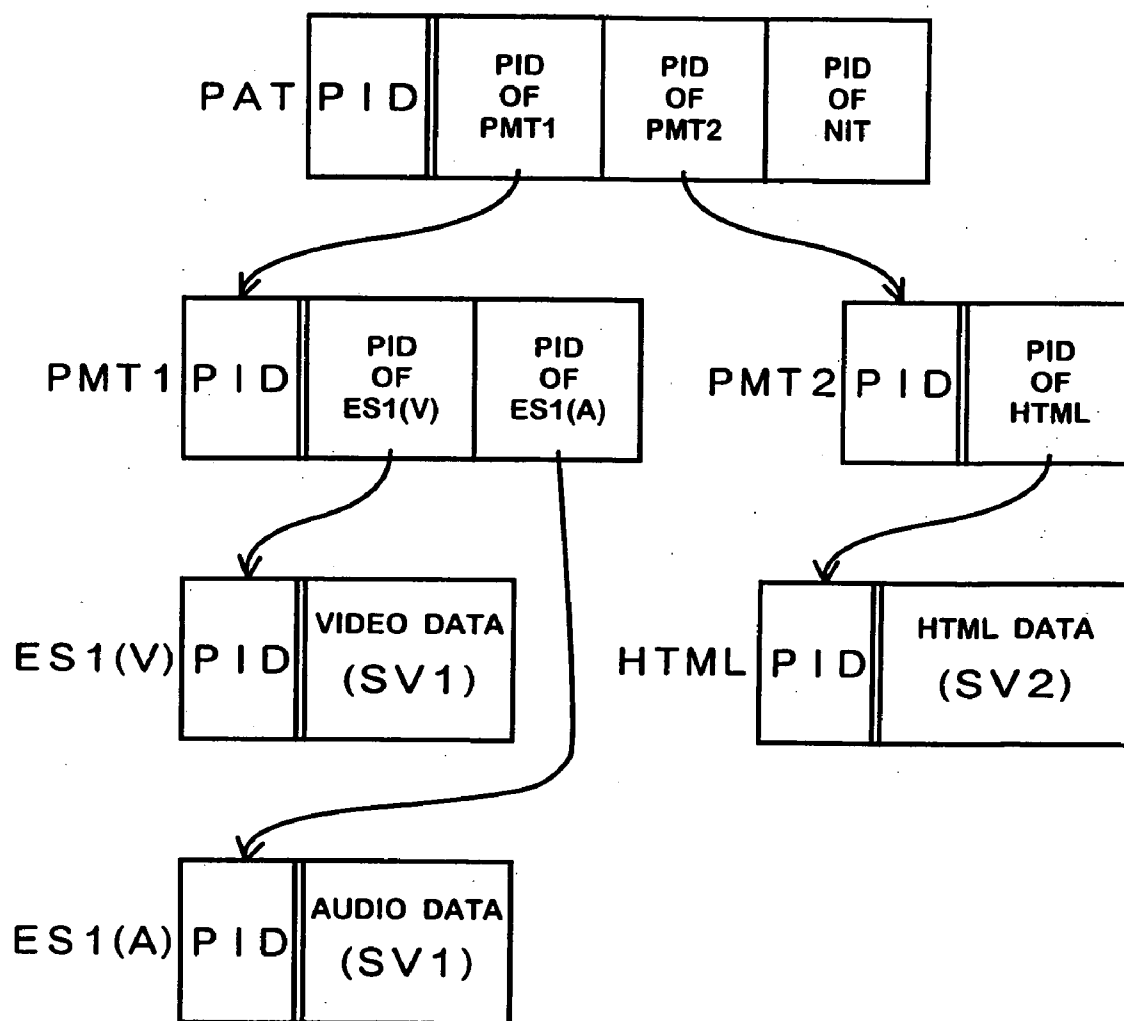 PAT PID
PID
OF
PMT1
PID
OF
PMT2
PID
OF
NIT
PMT1 PID
PID
OF
ES1(V)
PID
OF
ES1(A)
PMT2 PID
PID
OF
HTML
ES1(V) PID
VIDEO DATA
(SV1)
HTML PID
HTML DATA
(SV2)
ES1(A) PID
AUDIO DATA
(SV1)